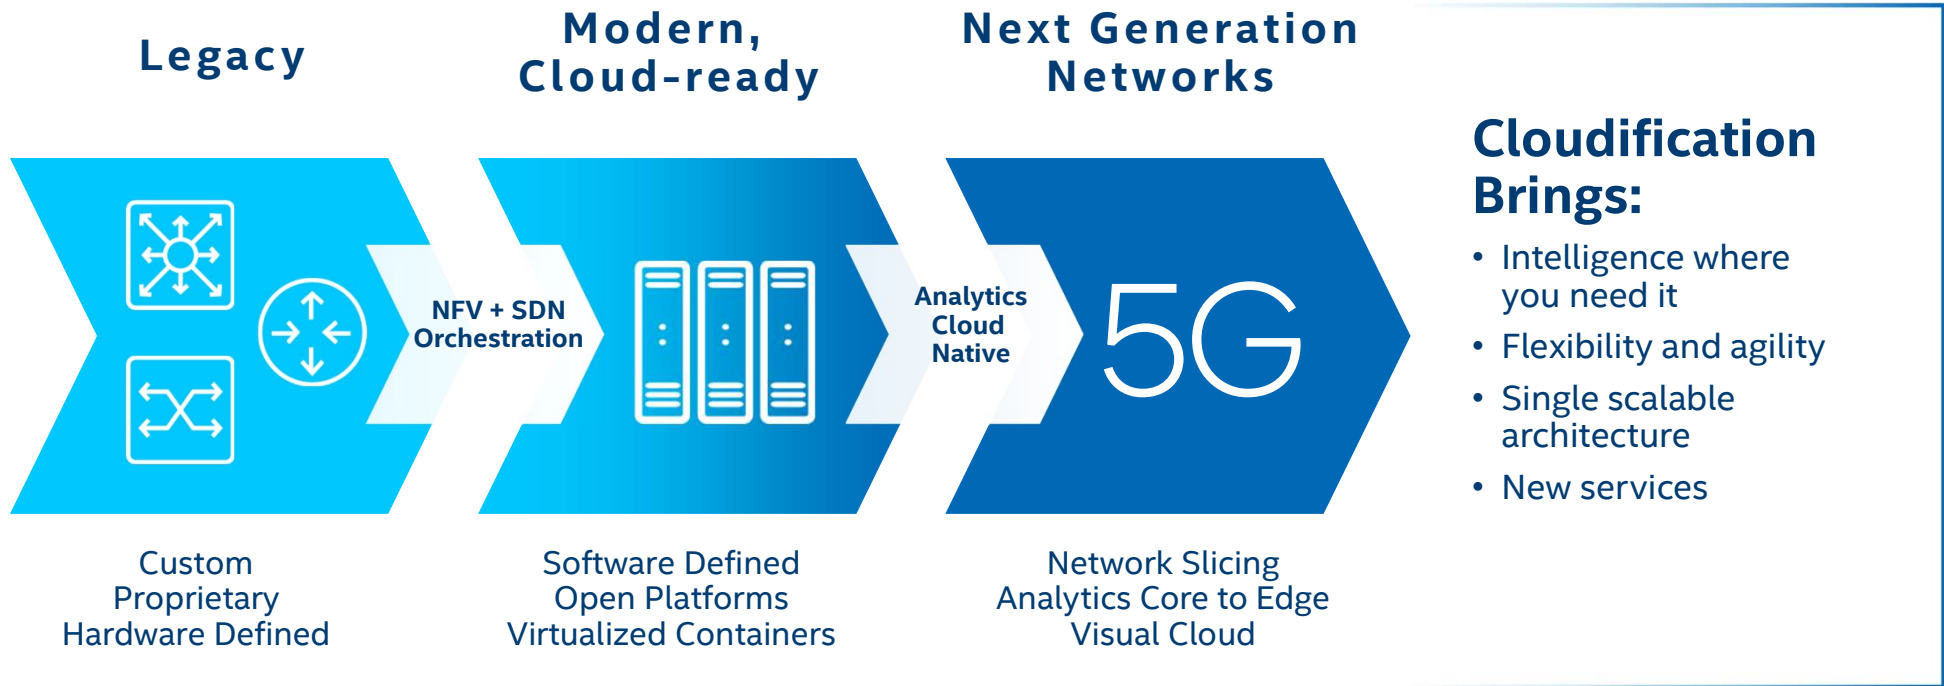 Legacy
Modern,
Cloud-ready
Next Generation
Networks
NFV + SDN
Orchestration
Analytics
Cloud
Native
5G
Custom
Proprietary
Hardware Defined
Software Defined
Open Platforms
Virtualized Containers
Network Slicing
Analytics Core to Edge
Visual Cloud
Cloudification
Brings:
• Intelligence where
you need it
• Flexibility and agility
• Single scalable
architecture
• New services